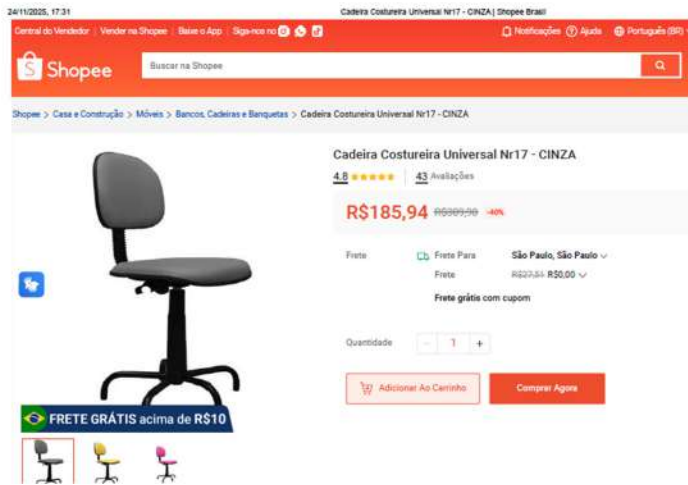 24/11/2025, 17:31
Cadeira Costureira Universal Nr17 - CINZA | Shopee Brasil
Central do Vendedor | Vender na Shopee | Baixe o App | Siga-nos no
Notificações Ajuda Português (BR)
Shopee
Buscar na Shopee
Shopee > Casa e Construção > Móveis > Bancos, Cadeiras e Banquetas > Cadeira Costureira Universal Nr17 - CINZA
Cadeira Costureira Universal Nr17 - CINZA
4.8 43 Avaliações
R$185,94 R$309,90 -40%
Frete Frete Para São Paulo, São Paulo
Frete R$27,51 R$0,00
Frete grátis com cupom
Quantidade - 1 +
Adicionar Ao Carrinho Comprar Agora
FRETE GRÁTIS acima de R$10